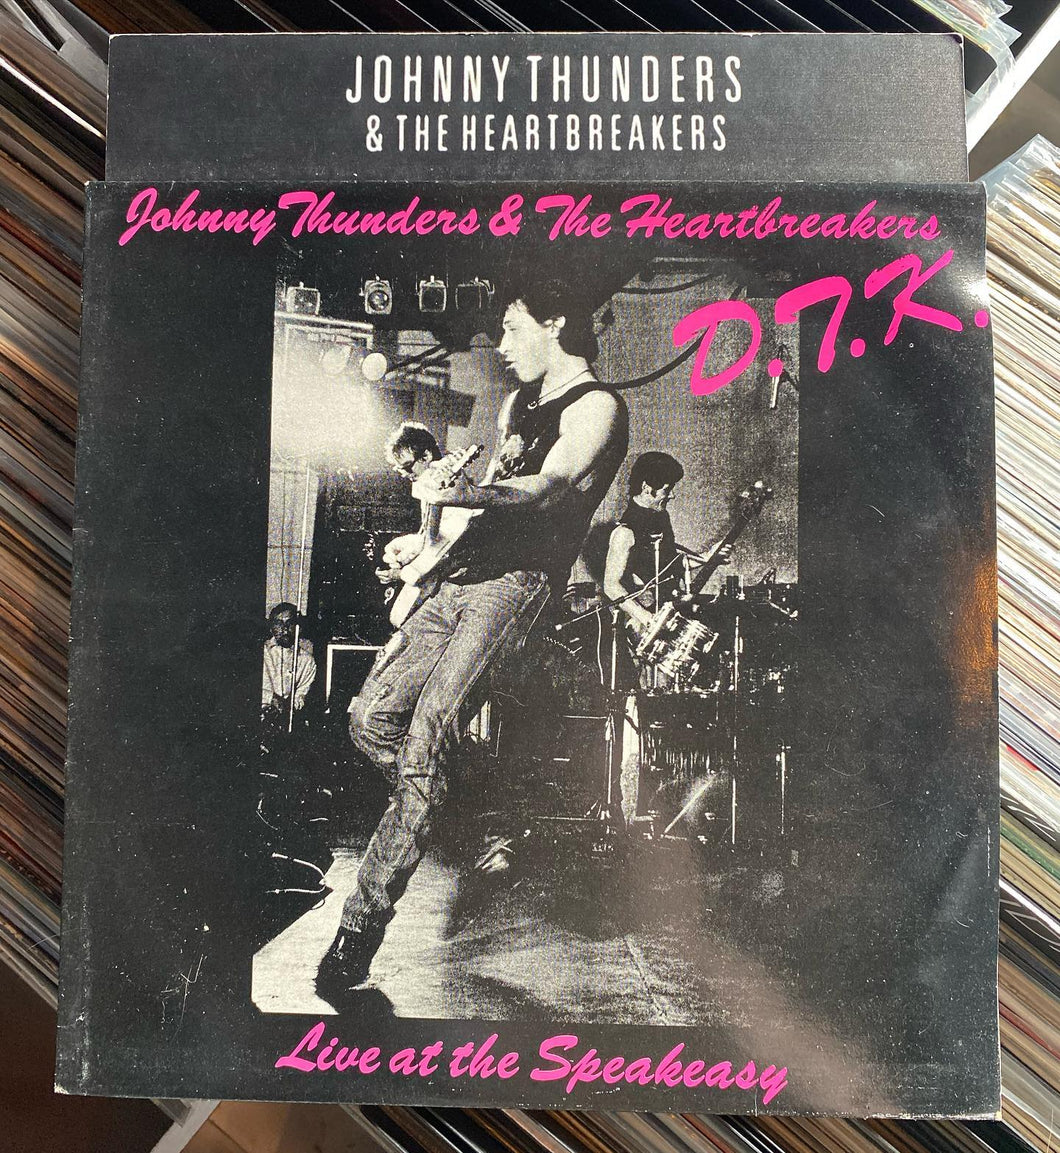 JOHNNY THUNDERS
& THE HEARTBREAKERS
Johnny Thunders & The Heartbreakers
D.T.K.
Live at the Speakeasy